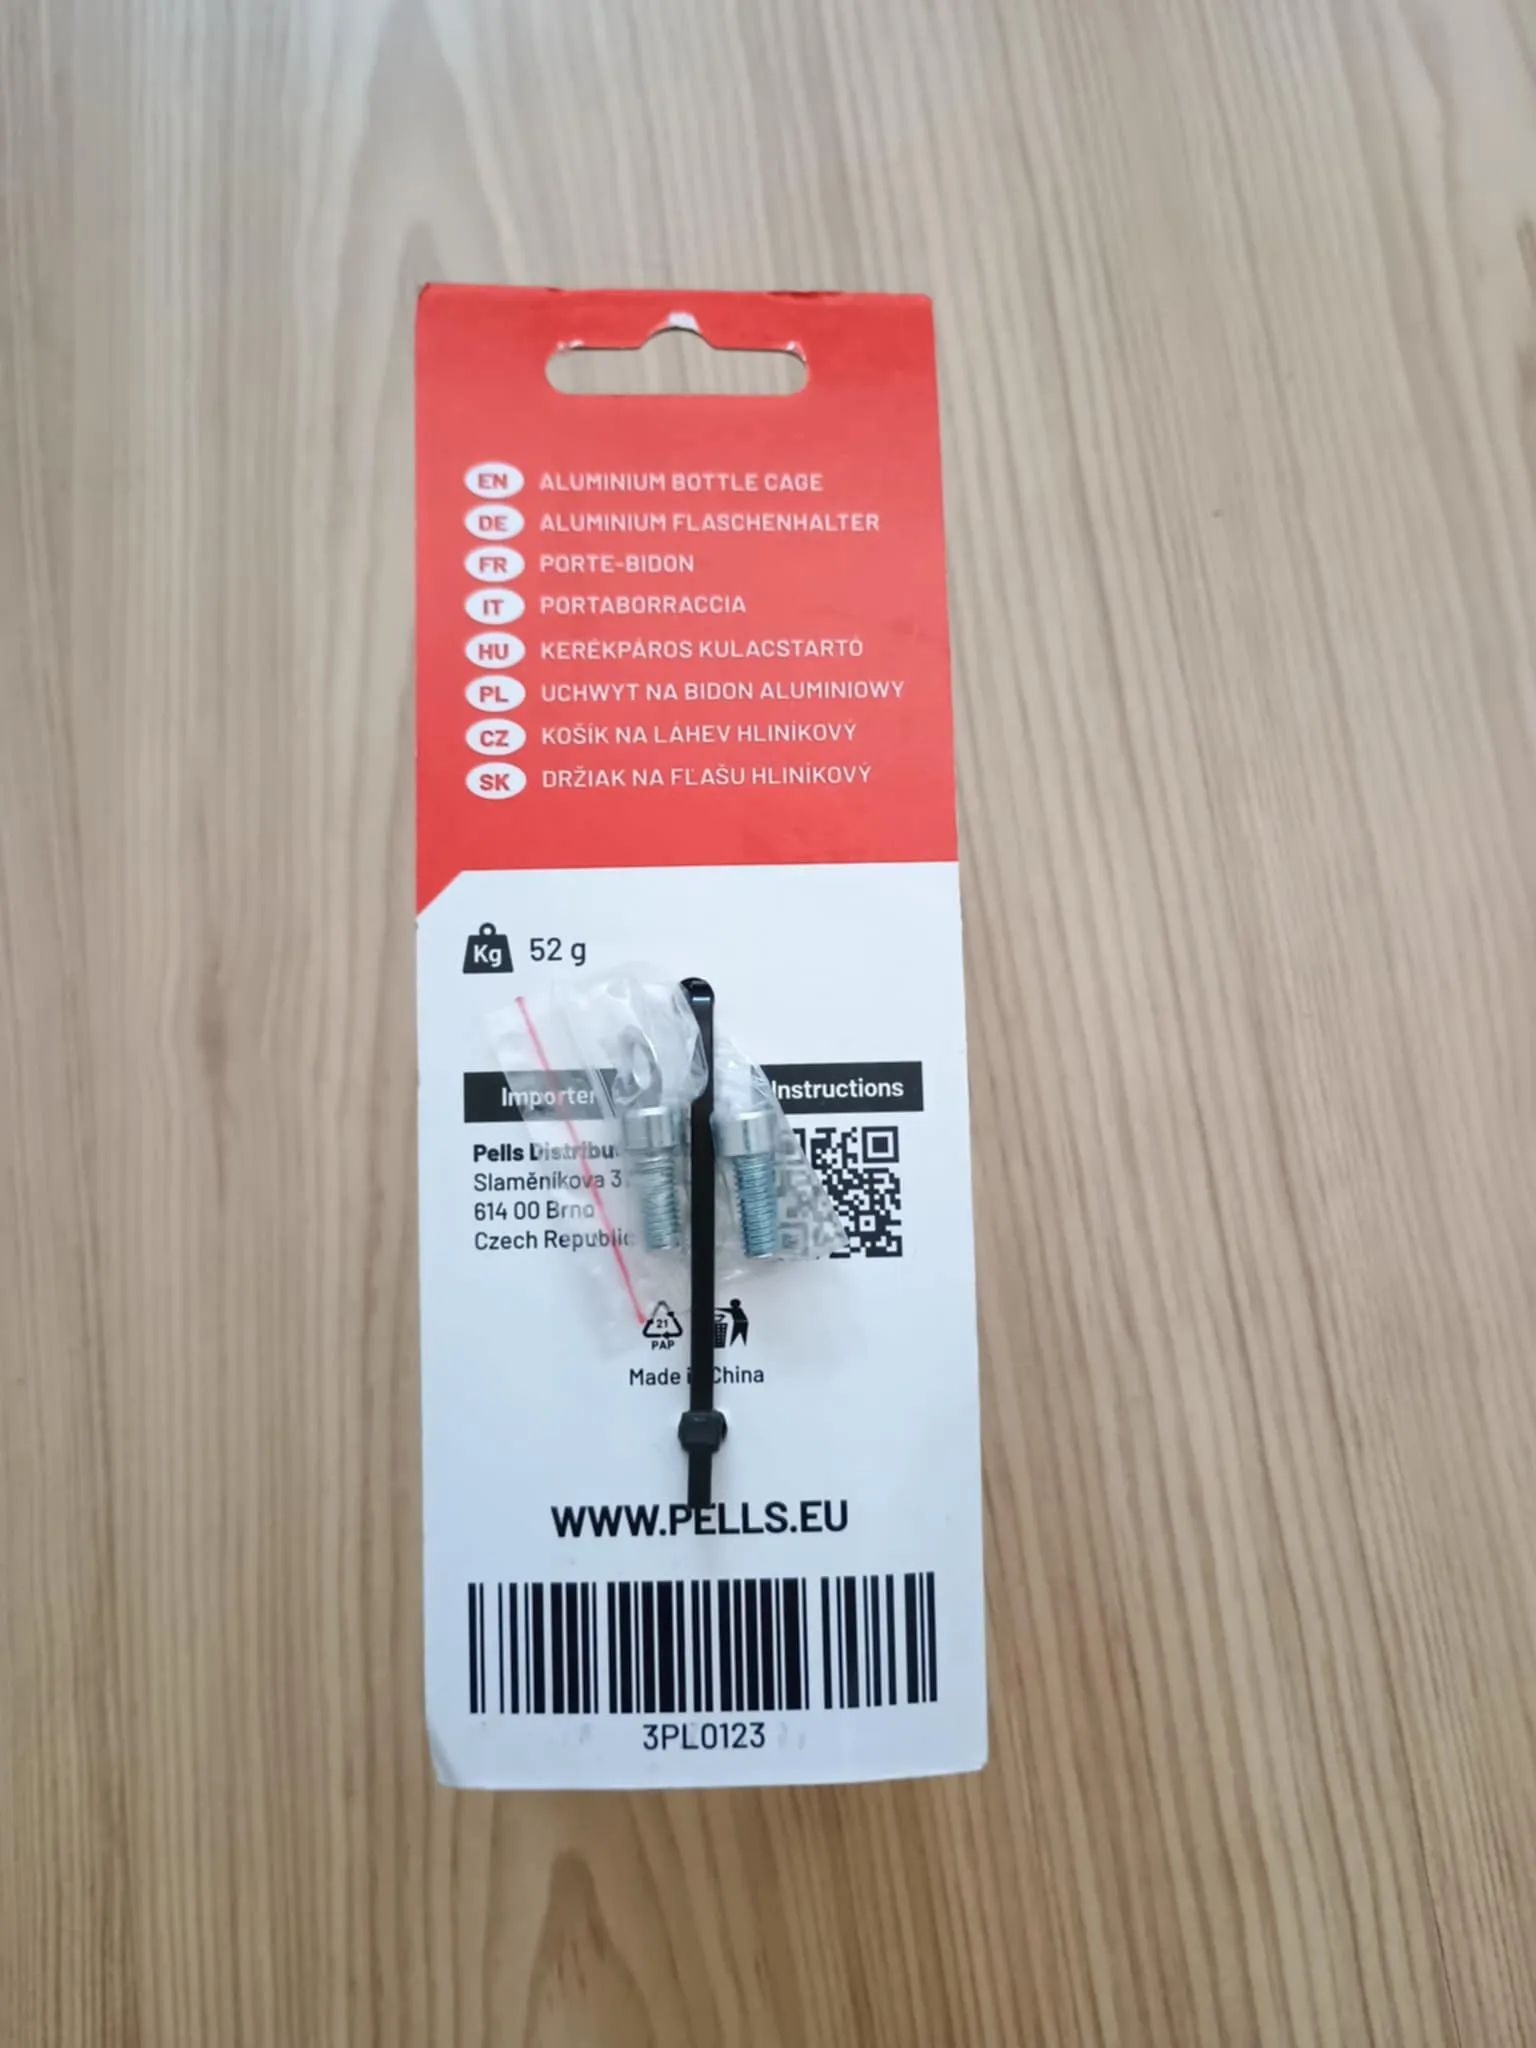 EN ALUMINIUM BOTTLE CAGE
DE ALUMINIUM FLASCHENHALTER
FR PORTE-BIDON
IT PORTABORRACCIA
HU KERÉKPÁROS KULACSTARTÓ
PL UCHWYT NA BIDON ALUMINIOWY
CZ KOŠÍK NA LÁHEV HLINÍKOVÝ
SK DRŽIAK NA FĽAŠU HLINÍKOVÝ
Kg 52 g
Importer
Pells
Slaměníkova
614 00 Brno
Czech Republic
Instructions
21
PAP
Made China
WWW.PELLS.EU
3PL0123